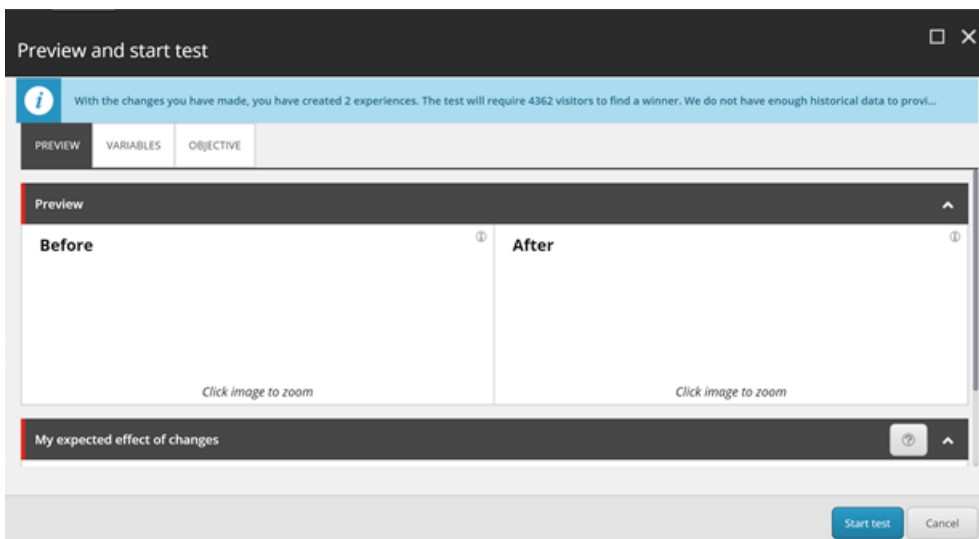 Preview and start test
With the changes you have made, you have created 2 experiences. The test will require 4362 visitors to find a winner. We do not have enough historical data to provi...
PREVIEW VARIABLES OBJECTIVE
Preview
Before After
Click image to zoom Click image to zoom
My expected effect of changes
Start test Cancel